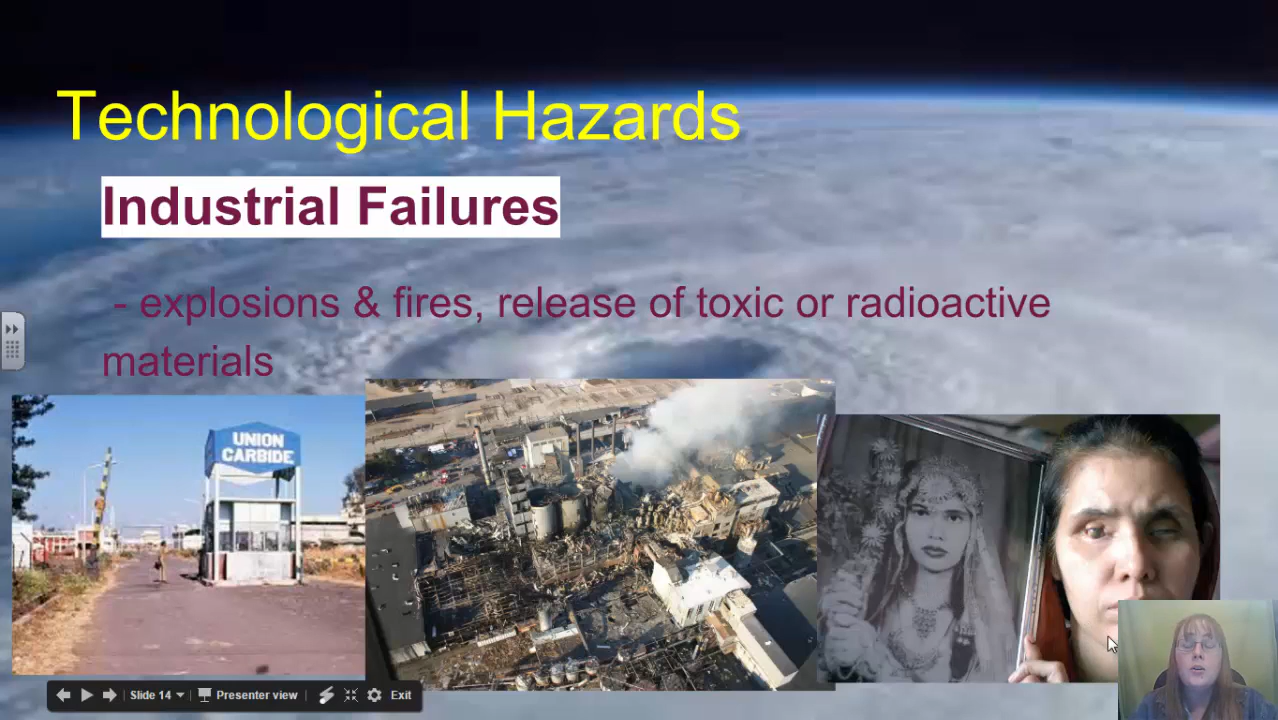 Technological Hazards
Industrial Failures
- explosions & fires, release of toxic or radioactive
materials
UNION
CARBIDE
Slide 14
Presenter view
Exit